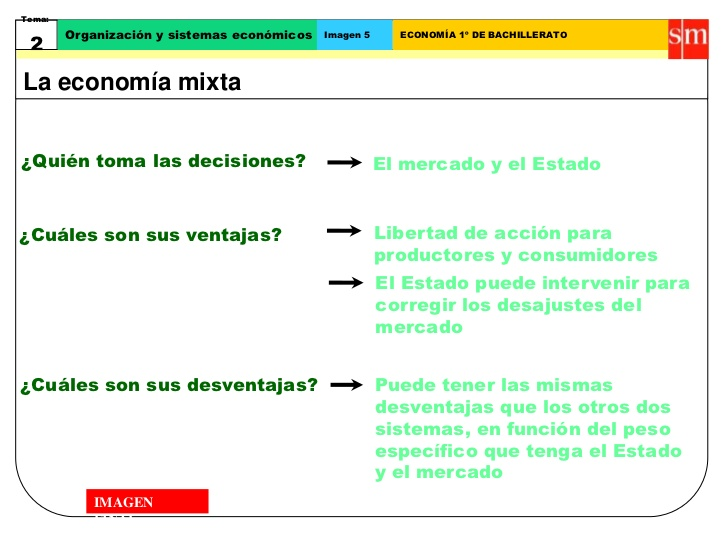 Tema:
2
Organización y sistemas económicos
Imagen 5
ECONOMÍA 1º DE BACHILLERATO
sm
La economía mixta
¿Quién toma las decisiones?
El mercado y el Estado
¿Cuáles son sus ventajas?
Libertad de acción para
productores y consumidores
El Estado puede intervenir para
corregir los desajustes del
mercado
¿Cuáles son sus desventajas?
Puede tener las mismas
desventajas que los otros dos
sistemas, en función del peso
específico que tenga el Estado
y el mercado
IMAGEN